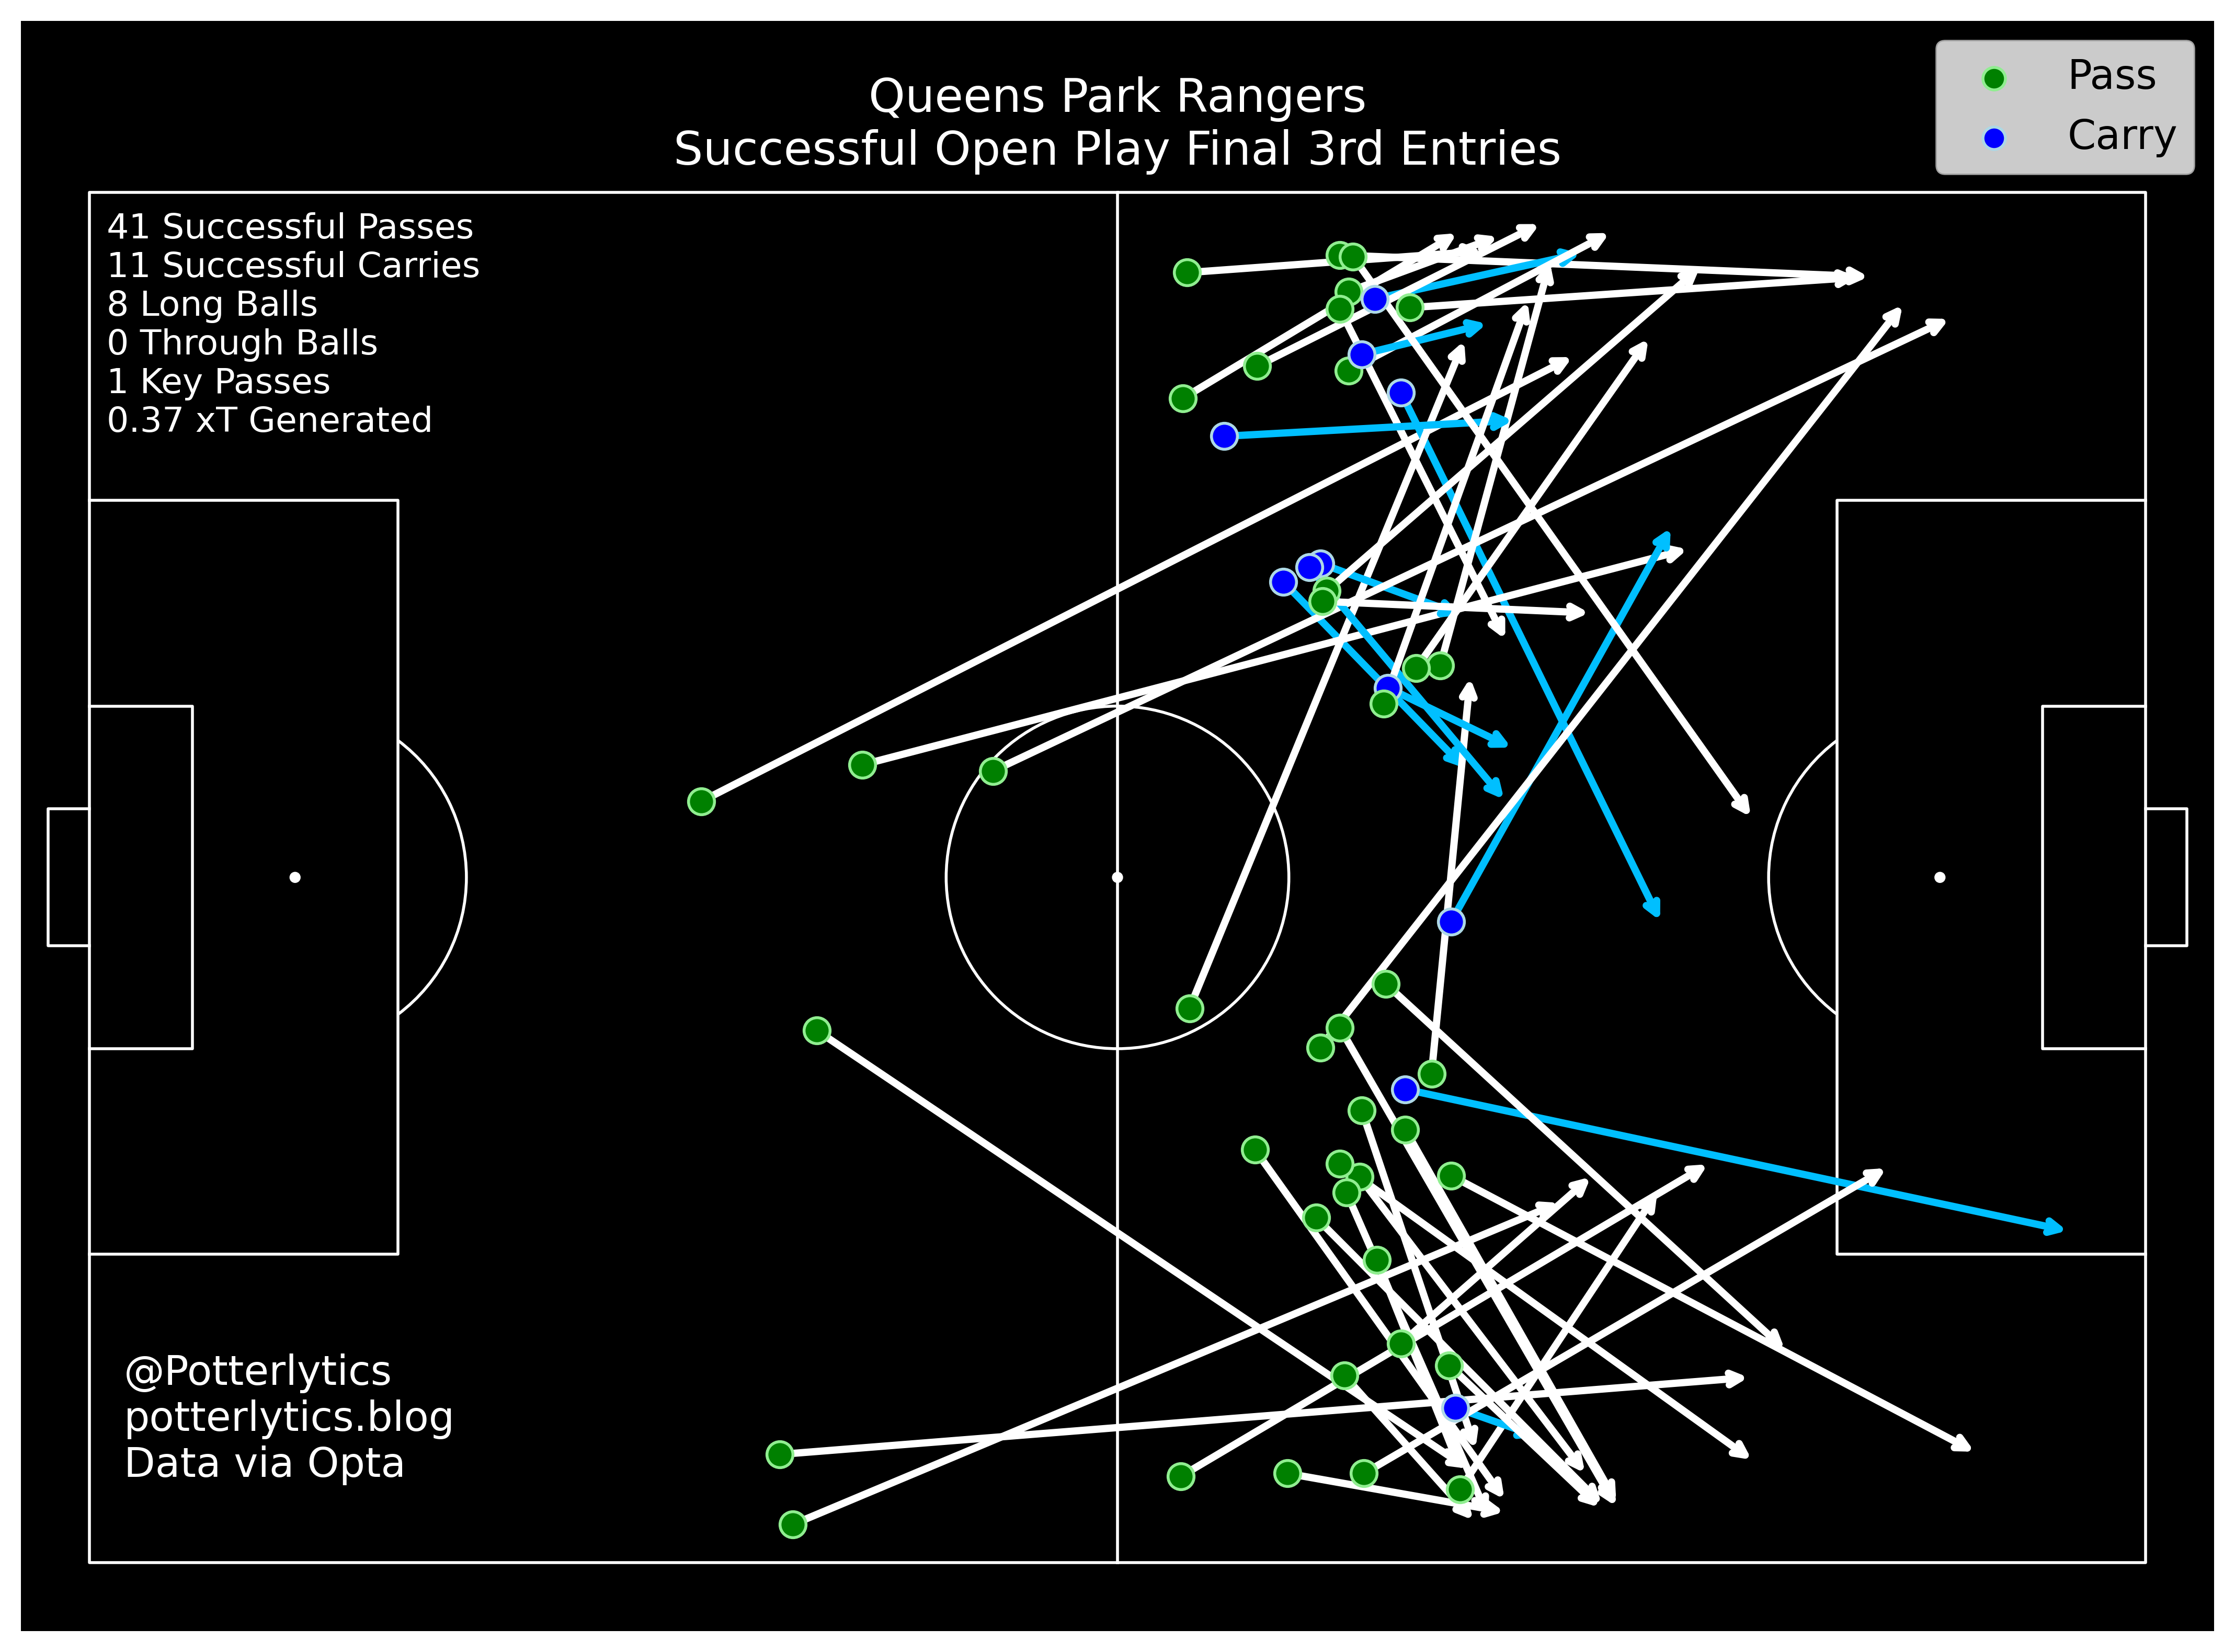 Queens Park Rangers
Successful Open Play Final 3rd Entries
Pass
Carry
41 Successful Passes
11 Successful Carries
8 Long Balls
0 Through Balls
1 Key Passes
0.37 xT Generated
@Potterlytics
potterlytics.blog
Data via Opta